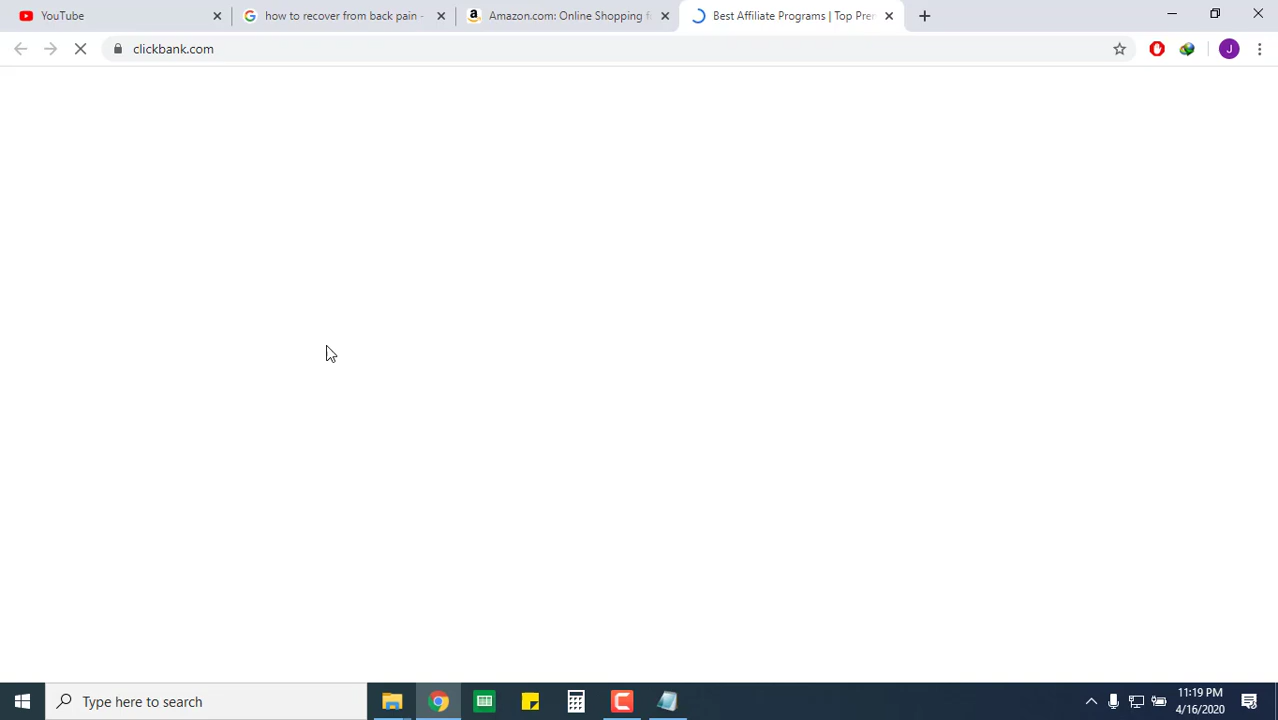 YouTube
how to recover from back pain -
Amazon.com: Online Shopping f
Best Affiliate Programs | Top Pre
clickbank.com
J
Type here to search
11:19 PM
4/16/2020